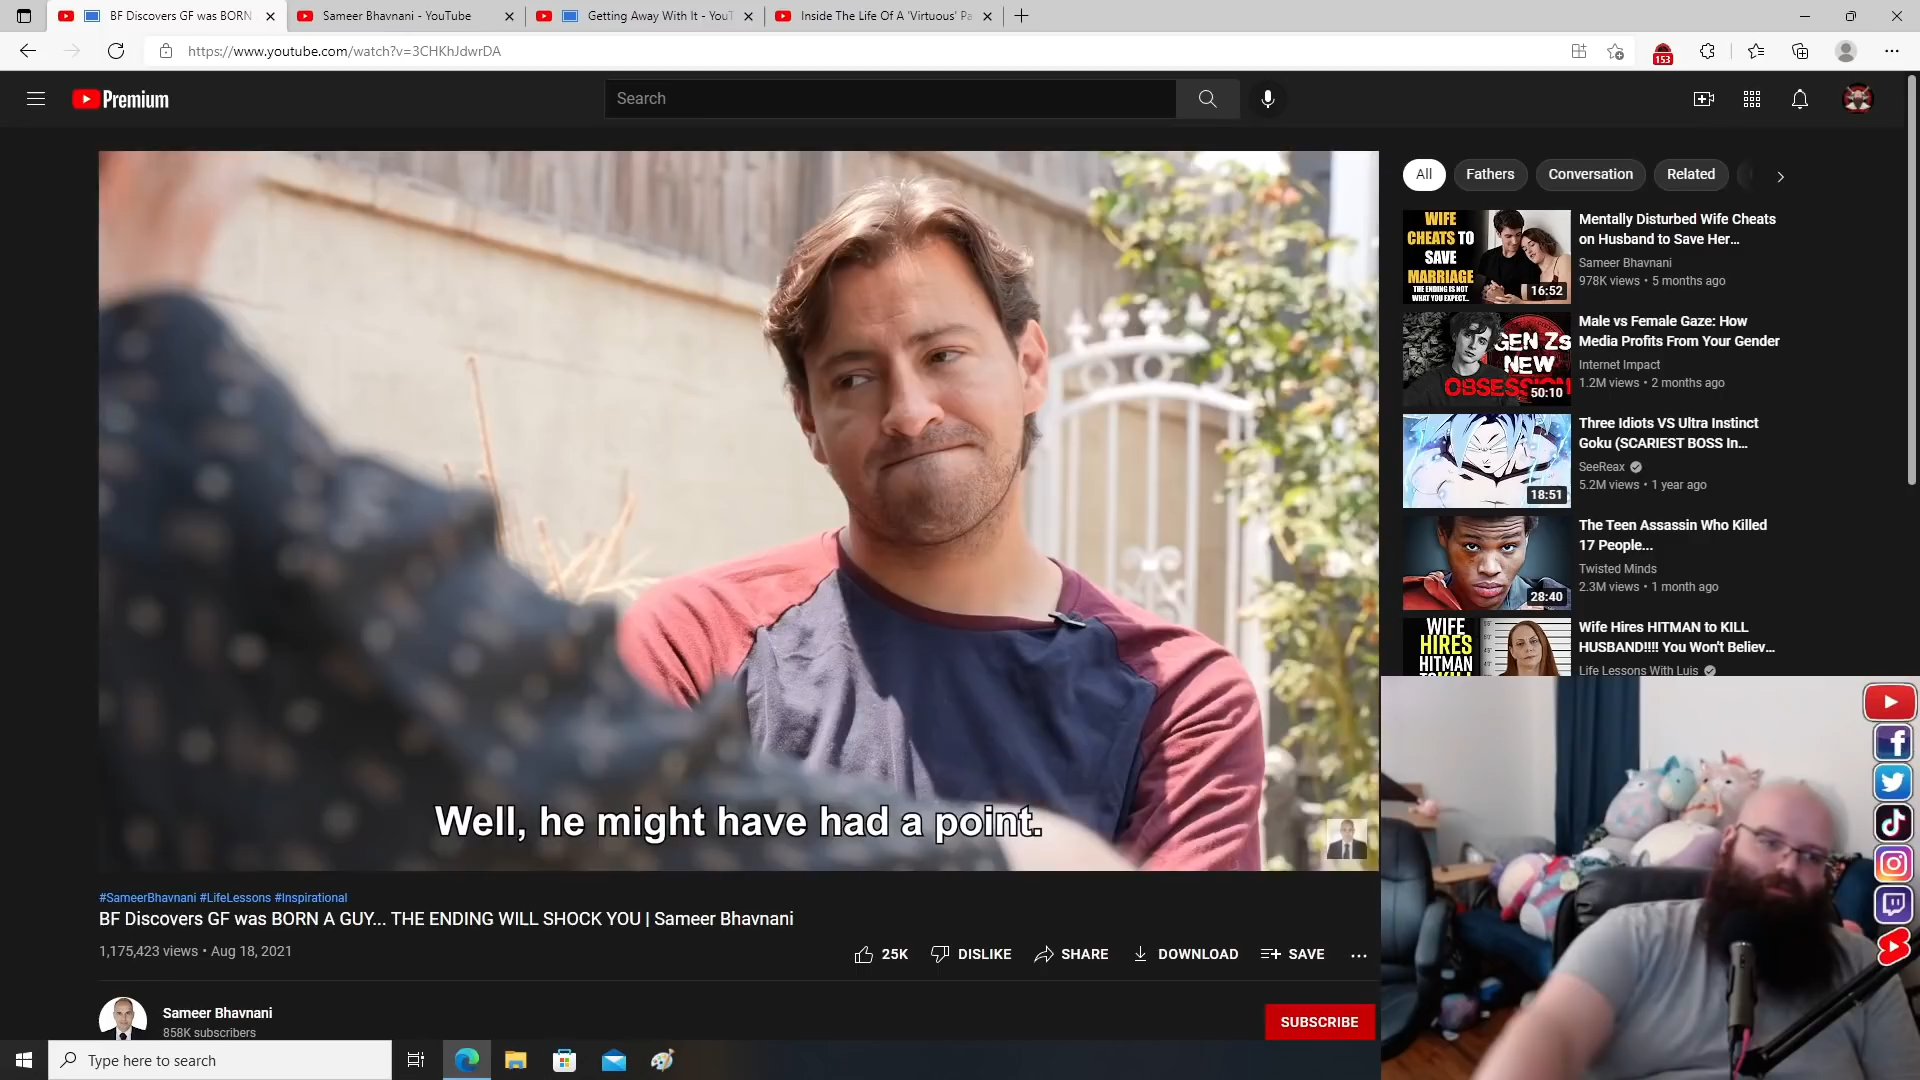 BF Discovers GF was BORN
Sameer Bhavnani - YouTube
Getting Away With It - YouT
Inside The Life Of A 'Virtuous' Pa
https://www.youtube.com/watch?v=3CHKhJdwrDA
153
Premium
Search
All
Fathers
Conversation
Related
WIFE
CHEATS TO
SAVE
MARRIAGE
THE ENDING IS NOT
WHAT YOU EXPECT...
16:52
Mentally Disturbed Wife Cheats
on Husband to Save Her...
Sameer Bhavnani
978K views • 5 months ago
GEN Zs
NEW
OBSESSION
50:10
Male vs Female Gaze: How
Media Profits From Your Gender
Internet Impact
1.2M views • 2 months ago
18:51
Three Idiots VS Ultra Instinct
Goku (SCARIEST BOSS In...
SeeReax
5.2M views • 1 year ago
28:40
The Teen Assassin Who Killed
17 People...
Twisted Minds
2.3M views • 1 month ago
WIFE
HIRES
HITMAN
Wife Hires HITMAN to KILL
HUSBAND!!!! You Won't Believ...
Life Lessons With Luis
Well, he might have had a point.
#SameerBhavnani #LifeLessons #Inspirational
BF Discovers GF was BORN A GUY... THE ENDING WILL SHOCK YOU | Sameer Bhavnani
1,175,423 views • Aug 18, 2021
25K
DISLIKE
SHARE
DOWNLOAD
SAVE
Sameer Bhavnani
858K subscribers
SUBSCRIBE
Type here to search